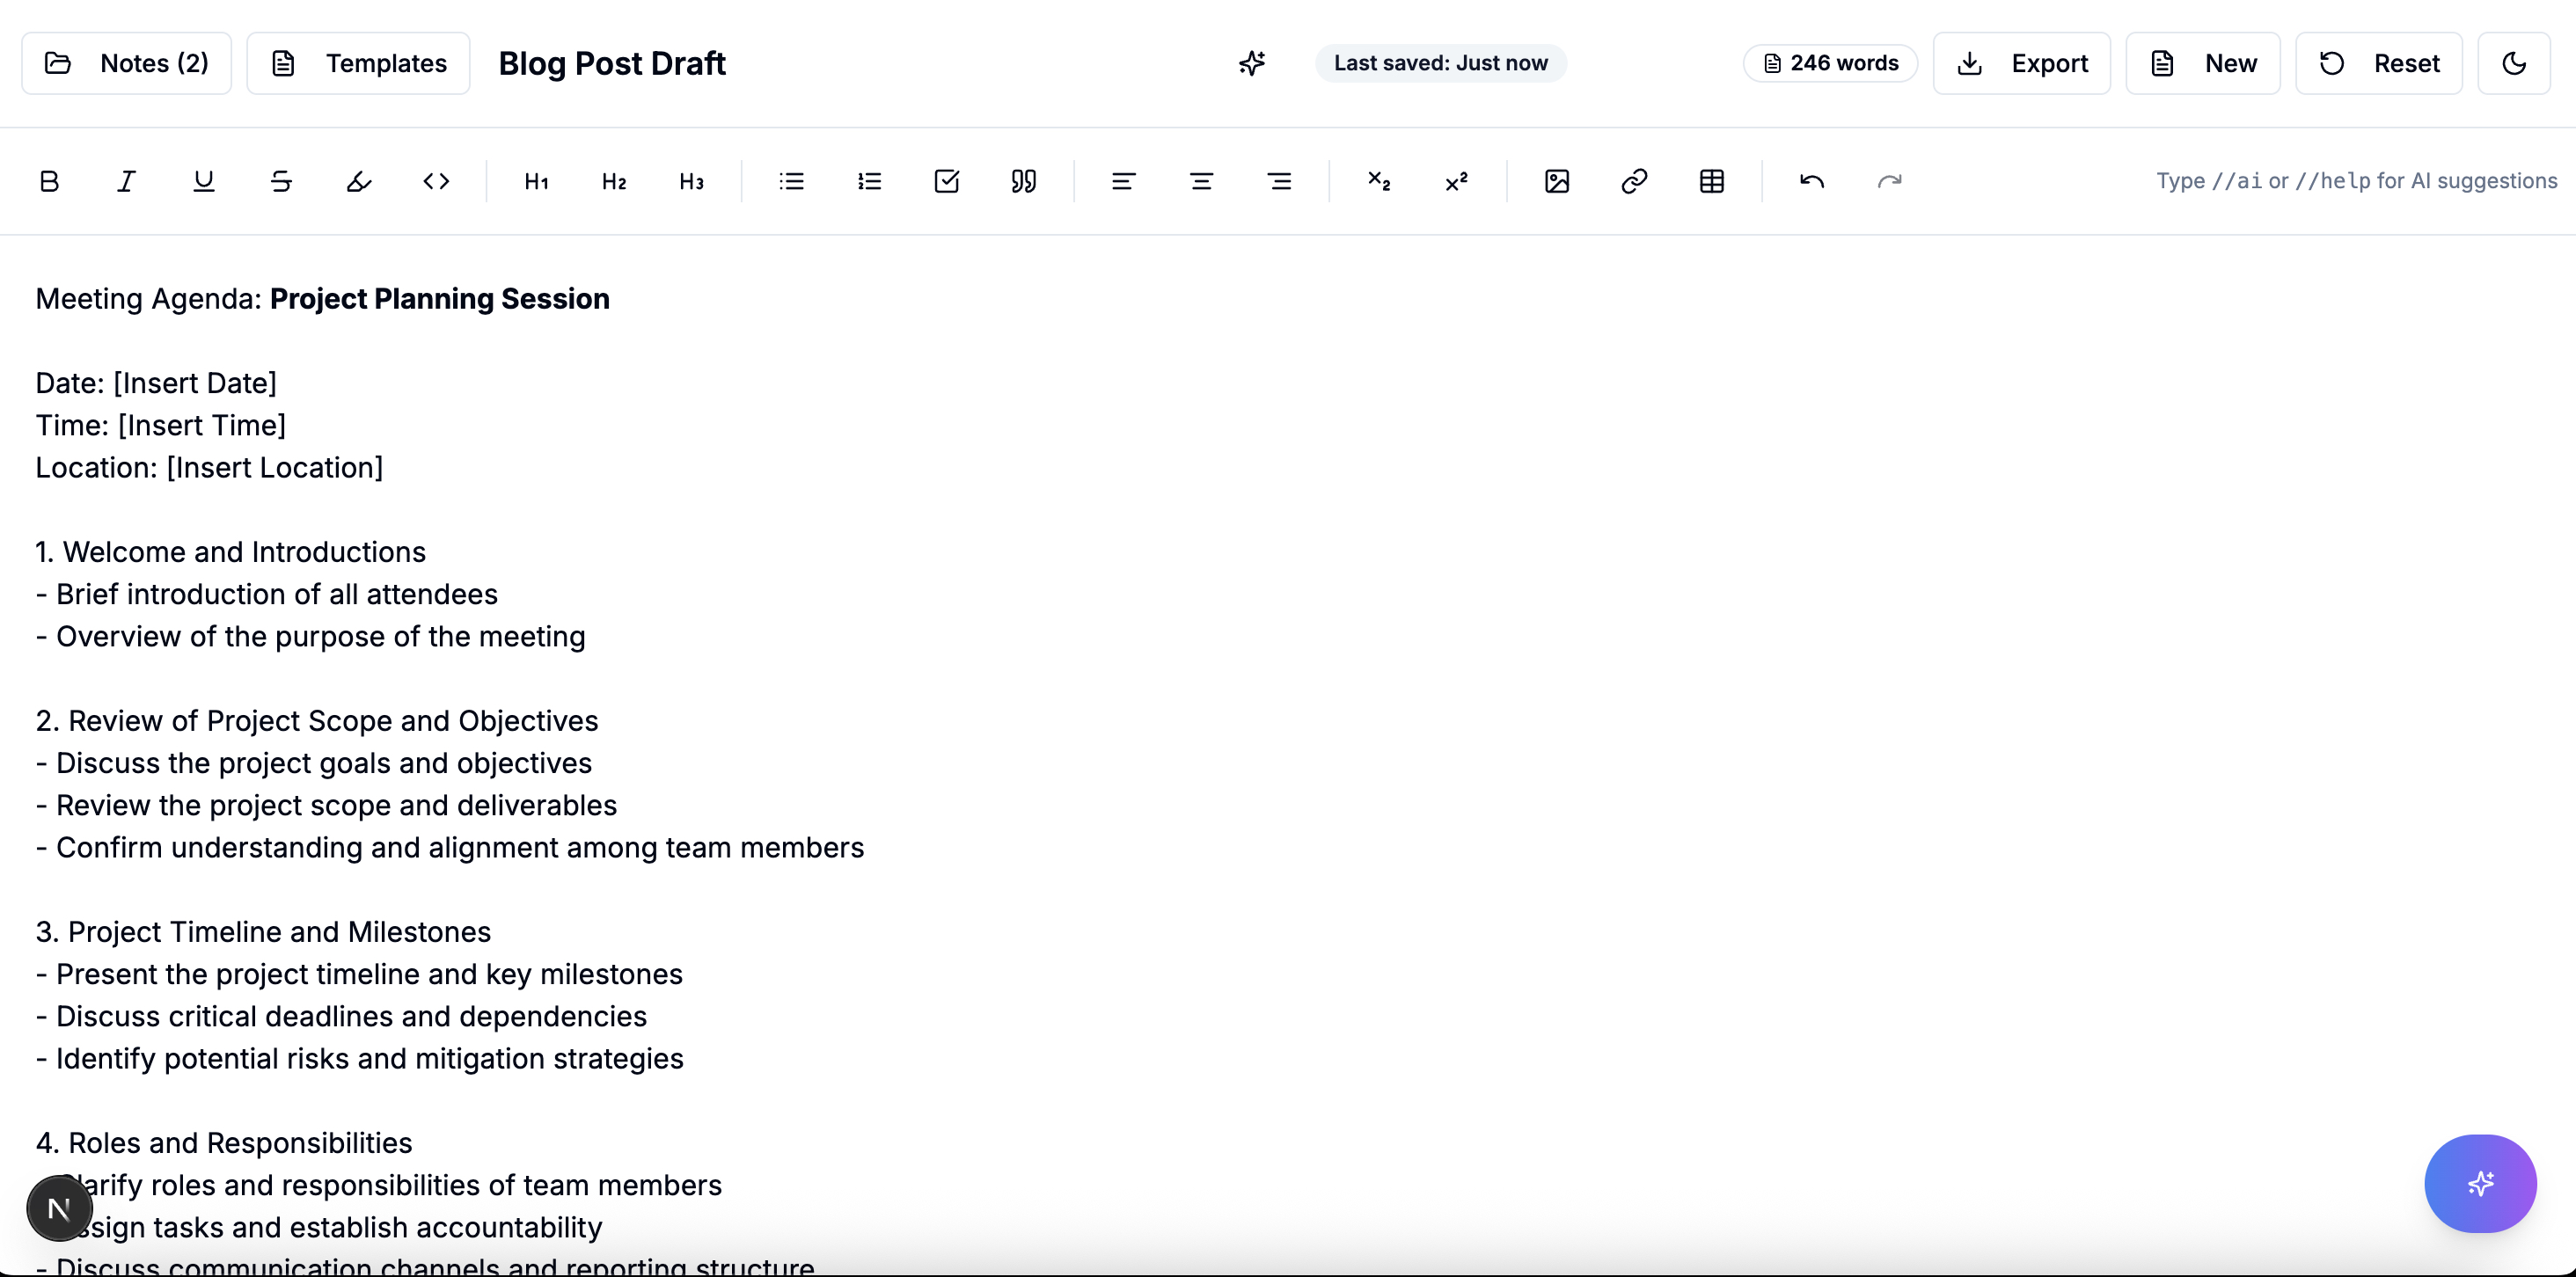 Notes (2) Templates Blog Post Draft Last saved: Just now 246 words Export New Reset
B I U S H1 H2 H3 x2 x2 Type //ai or //help for AI suggestions
Meeting Agenda: Project Planning Session
Date: [Insert Date]
Time: [Insert Time]
Location: [Insert Location]
1. Welcome and Introductions
- Brief introduction of all attendees
- Overview of the purpose of the meeting
2. Review of Project Scope and Objectives
- Discuss the project goals and objectives
- Review the project scope and deliverables
- Confirm understanding and alignment among team members
3. Project Timeline and Milestones
- Present the project timeline and key milestones
- Discuss critical deadlines and dependencies
- Identify potential risks and mitigation strategies
4. Roles and Responsibilities
larify roles and responsibilities of team members
N
sign tasks and establish accountability
- Discuss communication channels and reporting structure